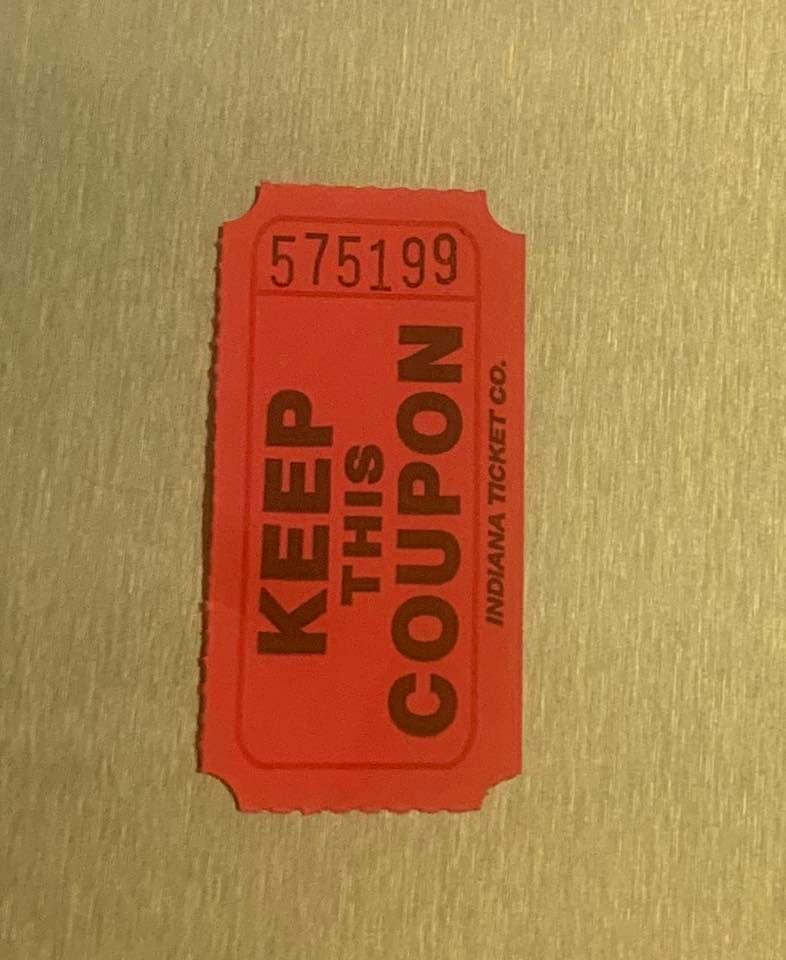 575199
KEEP
THIS
COUPON
INDIANA TICKET CO.